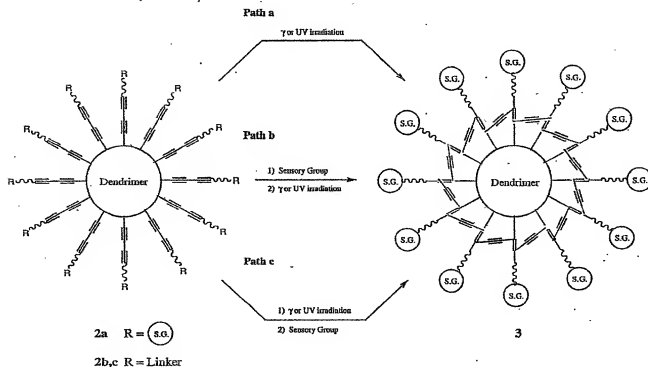 Path a
γ or UV irradiation
Path b
1) Sensory Group
2) γ or UV irradiation
Path c
1) γ or UV irradiation
2) Sensory Group
R
R
R
R
R
R
R
R
R
R
R
R
Dendrimer
2a R = S.G.
2b,c R = Linker
S.G.
S.G.
S.G.
S.G.
S.G.
S.G.
S.G.
S.G.
S.G.
S.G.
S.G.
S.G.
Dendrimer
3